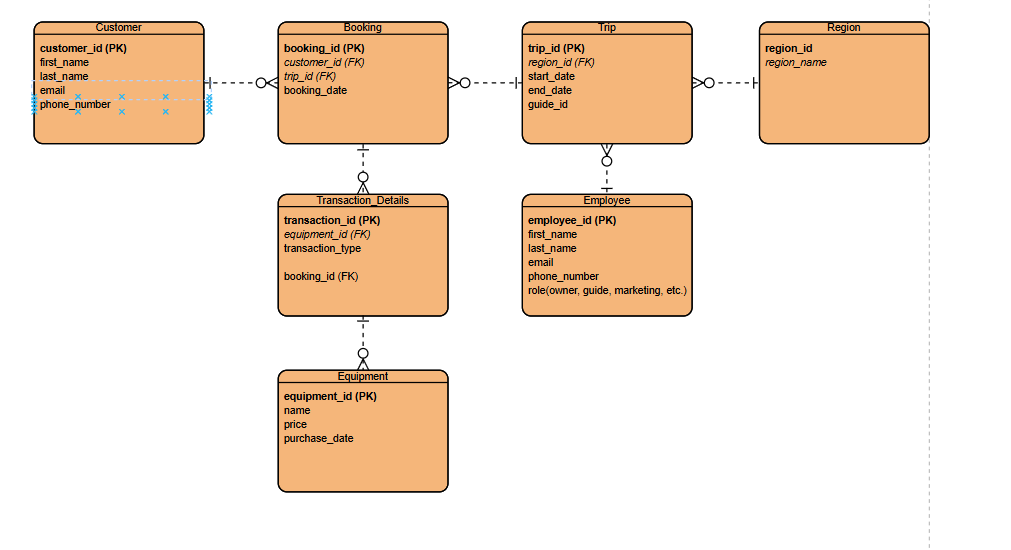 Customer
customer_id (PK)
first_name
last_name
email
phone_number
Booking
booking_id (PK)
customer_id (FK)
trip_id (FK)
booking_date
Trip
trip_id (PK)
region_id (FK)
start_date
end_date
guide_id
Region
region_id
region_name
Transaction_Details
transaction_id (PK)
equipment_id (FK)
transaction_type
booking_id (FK)
Employee
employee_id (PK)
first_name
last_name
email
phone_number
role(owner, guide, marketing, etc.)
Equipment
equipment_id (PK)
name
price
purchase_date